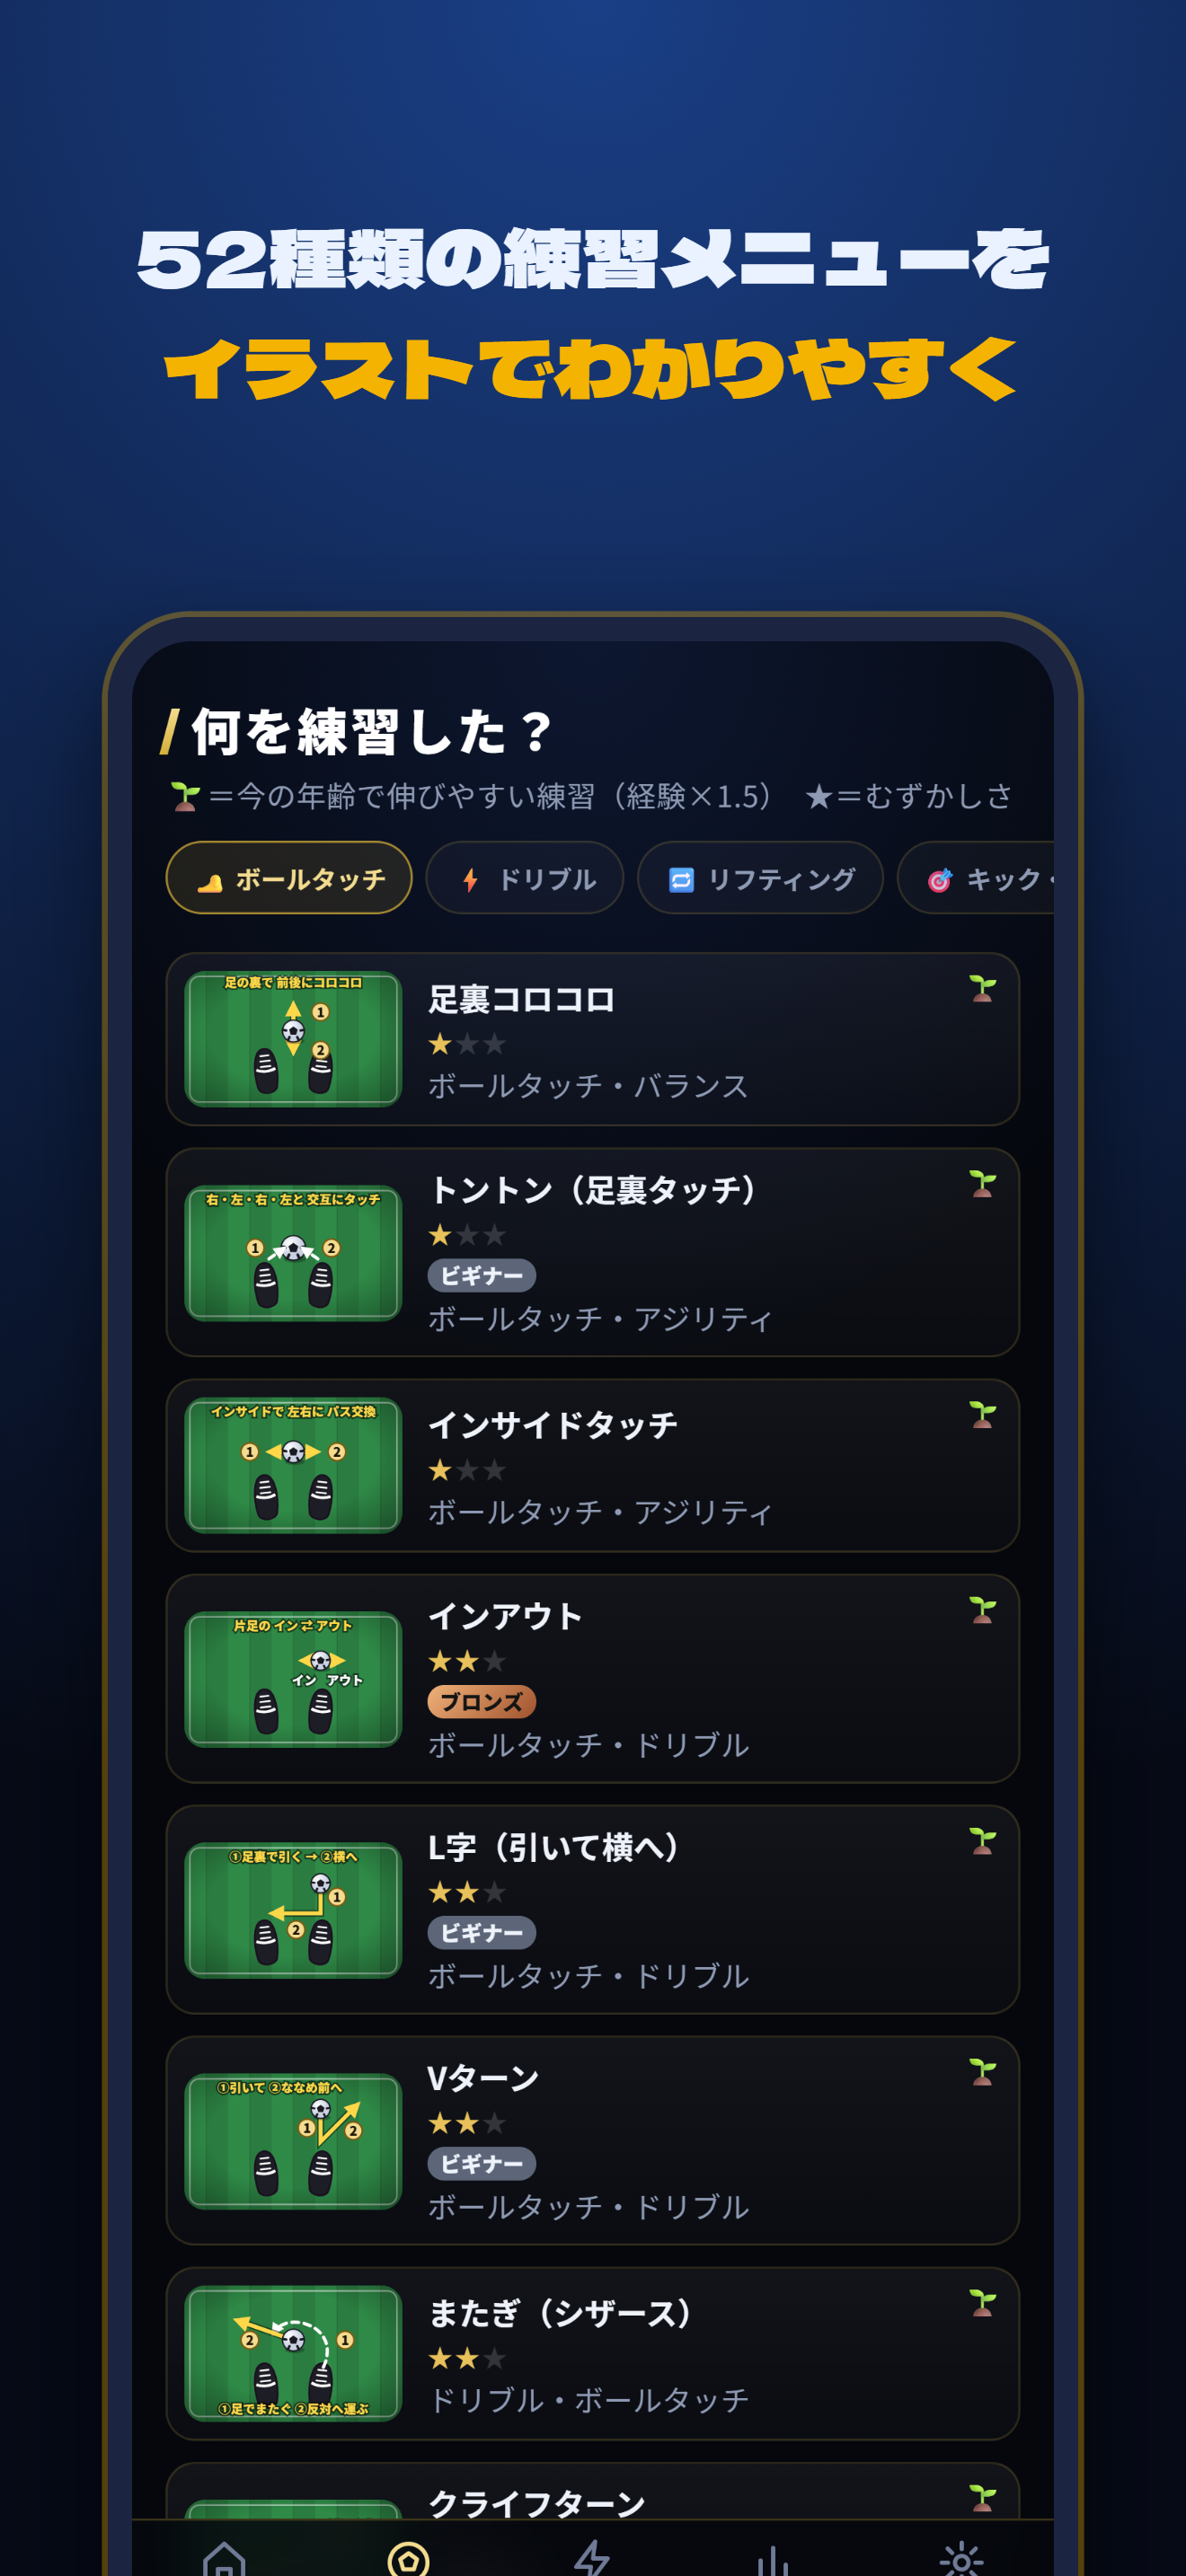 52種類の練習メニューを
イラストでわかりやすく
何を練習した？
🌱＝今の年齢で伸びやすい練習（経験×1.5） ★＝むずかしさ
ボールタッチ
ドリブル
リフティング
キック・
足の裏で 前後にコロコロ
1
2
足裏コロコロ
★★★
ボールタッチ・バランス
右・左・右・左と 交互にタッチ
1
2
トントン（足裏タッチ）
★★★
ビギナー
ボールタッチ・アジリティ
インサイドで 左右に パス交換
1
2
インサイドタッチ
★★★
ボールタッチ・アジリティ
片足の イン ⇄ アウト
イン アウト
インアウト
★★★
ブロンズ
ボールタッチ・ドリブル
①足裏で引く → ②横へ
1
2
L字（引いて横へ）
★★★
ビギナー
ボールタッチ・ドリブル
①引いて ②ななめ前へ
1
2
Vターン
★★★
ビギナー
ボールタッチ・ドリブル
2
1
①足でまたぐ ②反対へ運ぶ
またぎ（シザース）
★★★
ドリブル・ボールタッチ
クライフターン